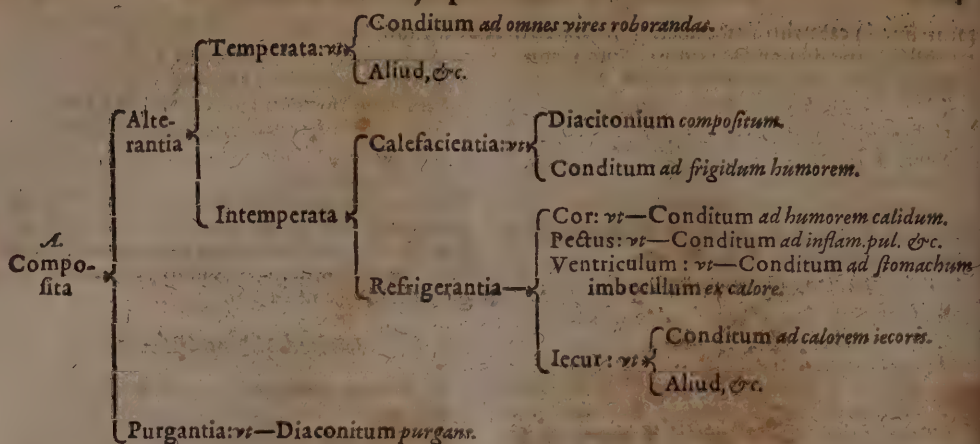 Conditum ad omnes vires roborandas.
Temperata: vt
Aliud, &c.
Alte-
rantia
Diacitonium compoſitum.
Calefacientia: vt
Conditum ad frigidum humorem.
Intemperata
Cor: vt—Conditum ad humorem calidum.
Pectus: vt—Conditum ad inflam. pul. &c.
Ventriculum : vt—Conditum ad ſtomachum
imbecillum ex calore.
Refrigerantia—
A.
Compo-
ſita
Conditum ad calorem iecoris.
Iecur : vt
Aliud, &c.
Purgantia: vt—Diaconitum purgans.